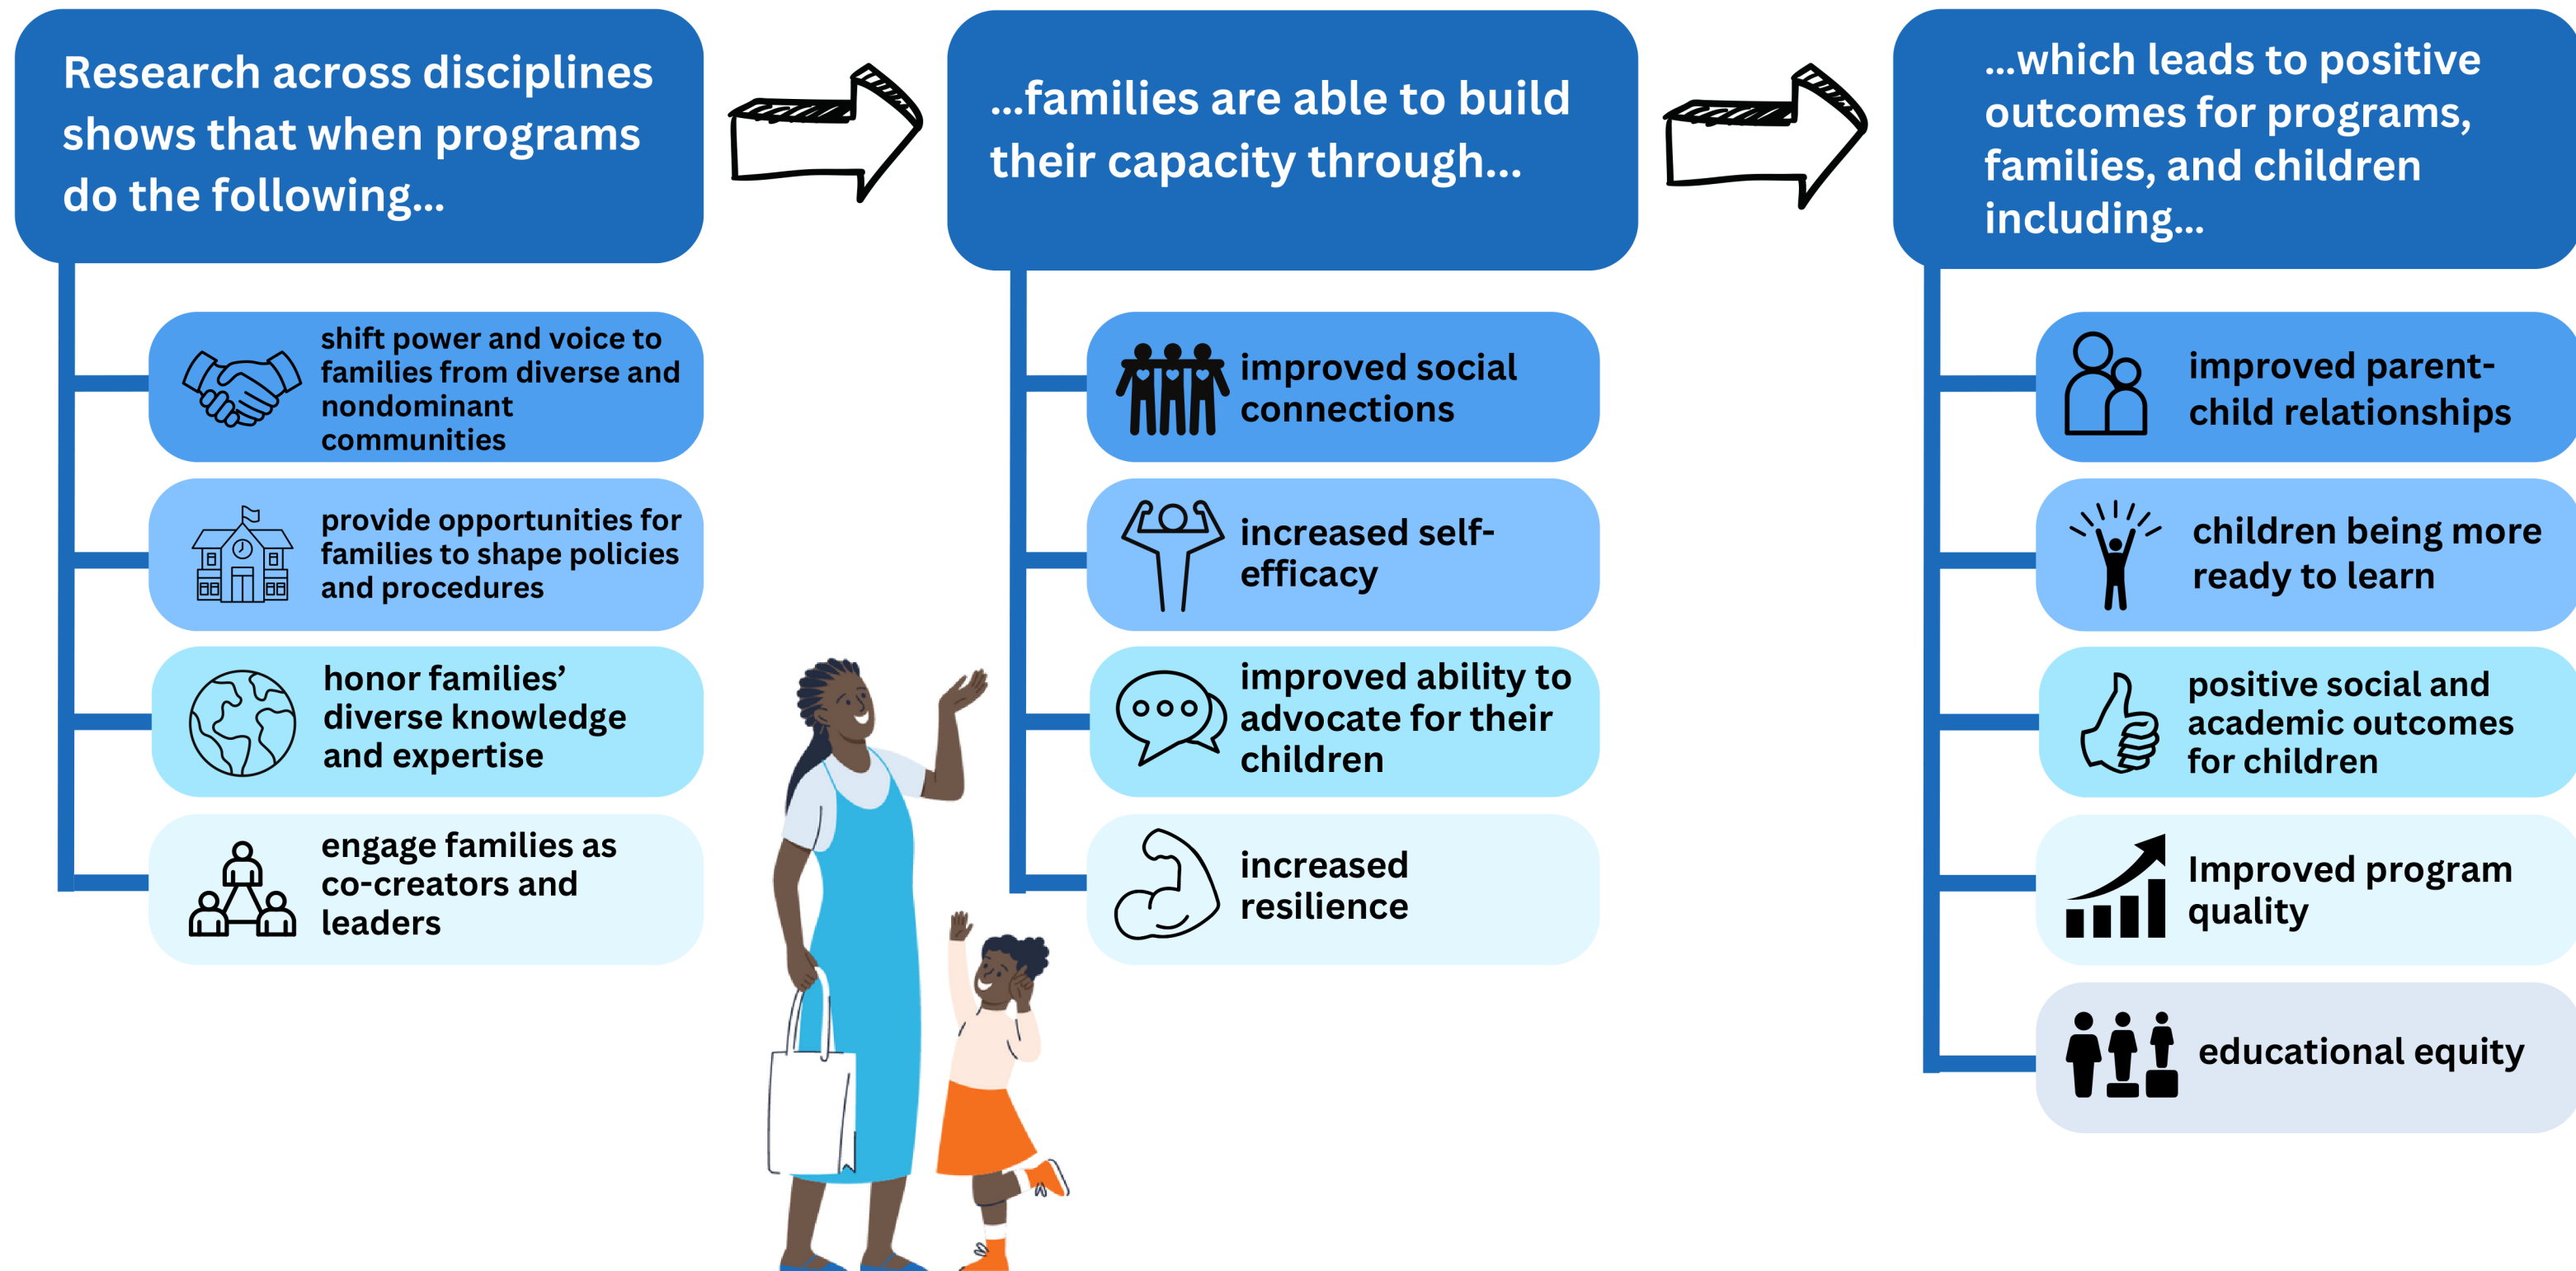 Research across disciplines
shows that when programs
do the following...
shift power and voice to
families from diverse and
nondominant
communities
provide opportunities for
families to shape policies
and procedures
honor families’
diverse knowledge
and expertise
engage families as
co-creators and
leaders
...families are able to build
their capacity through...
improved social
connections
increased self-
efficacy
improved ability to
advocate for their
children
increased
resilience
...which leads to positive
outcomes for programs,
families, and children
including...
improved parent-
child relationships
children being more
ready to learn
positive social and
academic outcomes
for children
Improved program
quality
educational equity